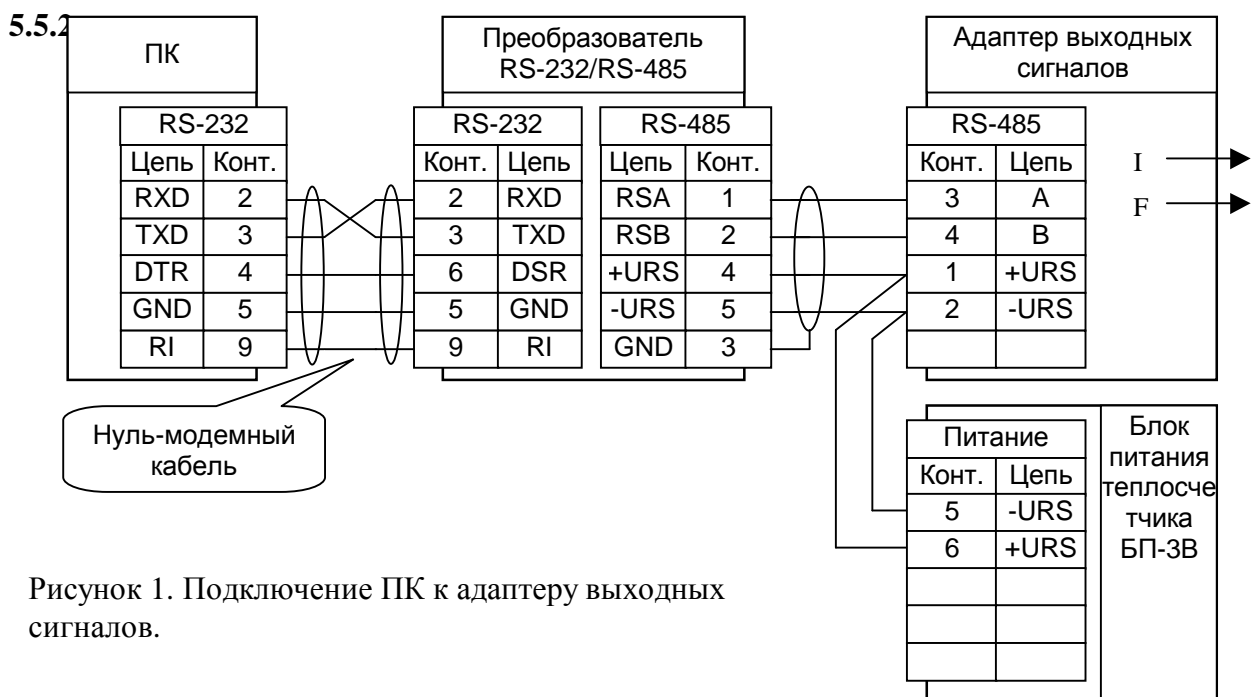 5.5.2
ПК
Преобразователь
RS-232/RS-485
Адаптер выходных
сигналов
RS-232
RS-232
RS-485
RS-485
Цепь Конт.
Конт. Цепь
Цепь Конт.
Конт. Цепь
I
RXD 2
2 RXD
RSA 1
3 A
F
TXD 3
3 TXD
RSB 2
4 B
DTR 4
6 DSR
+URS 4
1 +URS
GND 5
5 GND
-URS 5
2 -URS
RI 9
9 RI
GND 3
Нуль-модемный
кабель
Питание
Конт. Цепь
5 -URS
6 +URS
Блок
питания
теплосче
тчика
БП-3В
Рисунок 1. Подключение ПК к адаптеру выходных
сигналов.